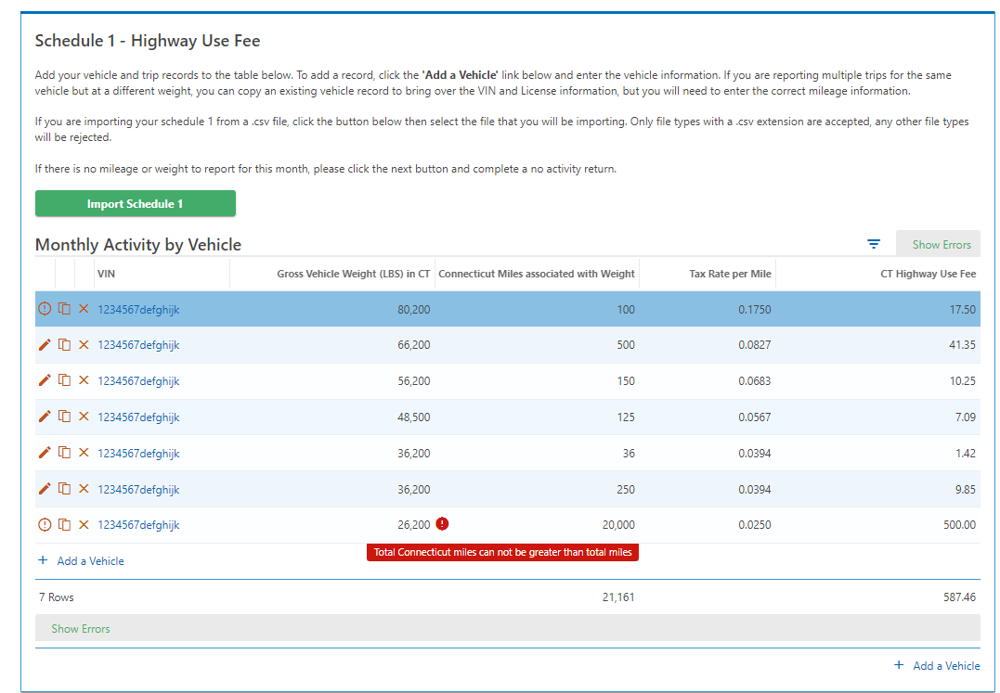 Schedule 1 - Highway Use Fee
Add your vehicle and trip records to the table below. To add a record, click the 'Add a Vehicle' link below and enter the vehicle information. If you are reporting multiple trips for the same
vehicle but at a different weight, you can copy an existing vehicle record to bring over the VIN and License information, but you will need to enter the correct mileage information.
If you are importing your schedule 1 from a .csv file, click the button below then select the file that you will be importing. Only file types with a .csv extension are accepted, any other file types
will be rejected.
If there is no mileage or weight to report for this month, please click the next button and complete a no activity return.
Import Schedule 1
Monthly Activity by Vehicle Show Errors
VIN Gross Vehicle Weight (LBS) in CT Connecticut Miles associated with Weight Tax Rate per Mile CT Highway Use Fee
1234567defghijk 80,200 100 0.1750 17.50
1234567defghijk 66,200 500 0.0827 41.35
1234567defghijk 56,200 150 0.0683 10.25
1234567defghijk 48,500 125 0.0567 7.09
1234567defghijk 36,200 36 0.0394 1.42
1234567defghijk 36,200 250 0.0394 9.85
1234567defghijk 26,200 20,000 0.0250 500.00
Total Connecticut miles can not be greater than total miles
+ Add a Vehicle
7 Rows 21,161 587.46
Show Errors
+ Add a Vehicle